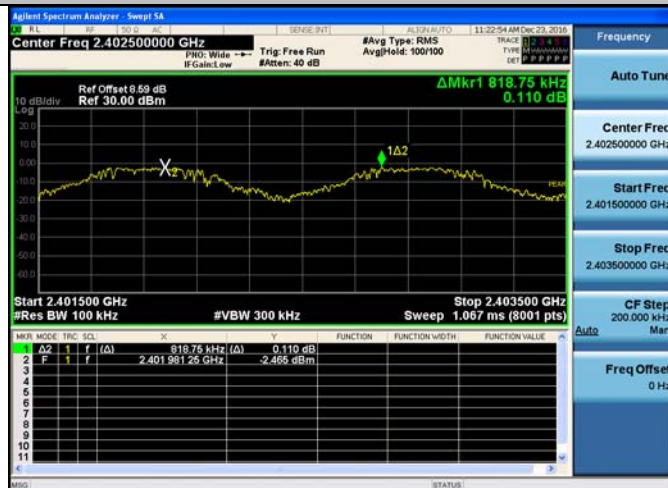 Agilent Spectrum Analyzer - Swept SA
RL RF 50 Ω AC SENSE:INT ALIGN AUTO 11:22:54 AM Dec 23, 2016
Center Freq 2.402500000 GHz
PNO: Wide Trig: Free Run
IFGain:Low #Atten: 40 dB
#Avg Type: RMS
Avg|Hold: 100/100
TRACE 1 2 3 4 5 6
TYPE M
DET P P P P P P
Ref Offset 8.59 dB
10 dB/div Ref 30.00 dBm
Log
ΔMkr1 818.75 kHz
0.110 dB
20.0
10.0
0.00
-10.0
-20.0
-30.0
-40.0
-50.0
-60.0
X2
1Δ2
PEAK
Start 2.401500 GHz Stop 2.403500 GHz
#Res BW 100 kHz #VBW 300 kHz Sweep 1.067 ms (8001 pts)
MKR MODE TRC SCL X Y FUNCTION FUNCTION WIDTH FUNCTION VALUE
1 Δ2 1 f (Δ) 818.75 kHz (Δ) 0.110 dB
2 F 1 f 2.401 981 25 GHz -2.465 dBm
3
4
5
6
7
8
9
10
11
MSG STATUS
Frequency
Auto Tune
Center Freq
2.402500000 GHz
Start Freq
2.401500000 GHz
Stop Freq
2.403500000 GHz
CF Step
200.000 kHz
Auto Man
Freq Offset
0 Hz